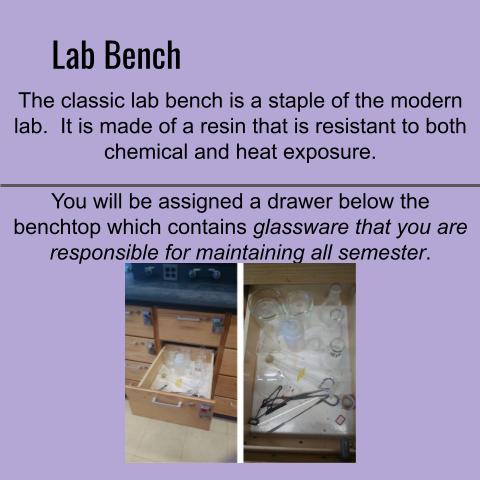 Lab Bench
The classic lab bench is a staple of the modern
lab.  It is made of a resin that is resistant to both
chemical and heat exposure.
You will be assigned a drawer below the
benchtop which contains glassware that you are
responsible for maintaining all semester.